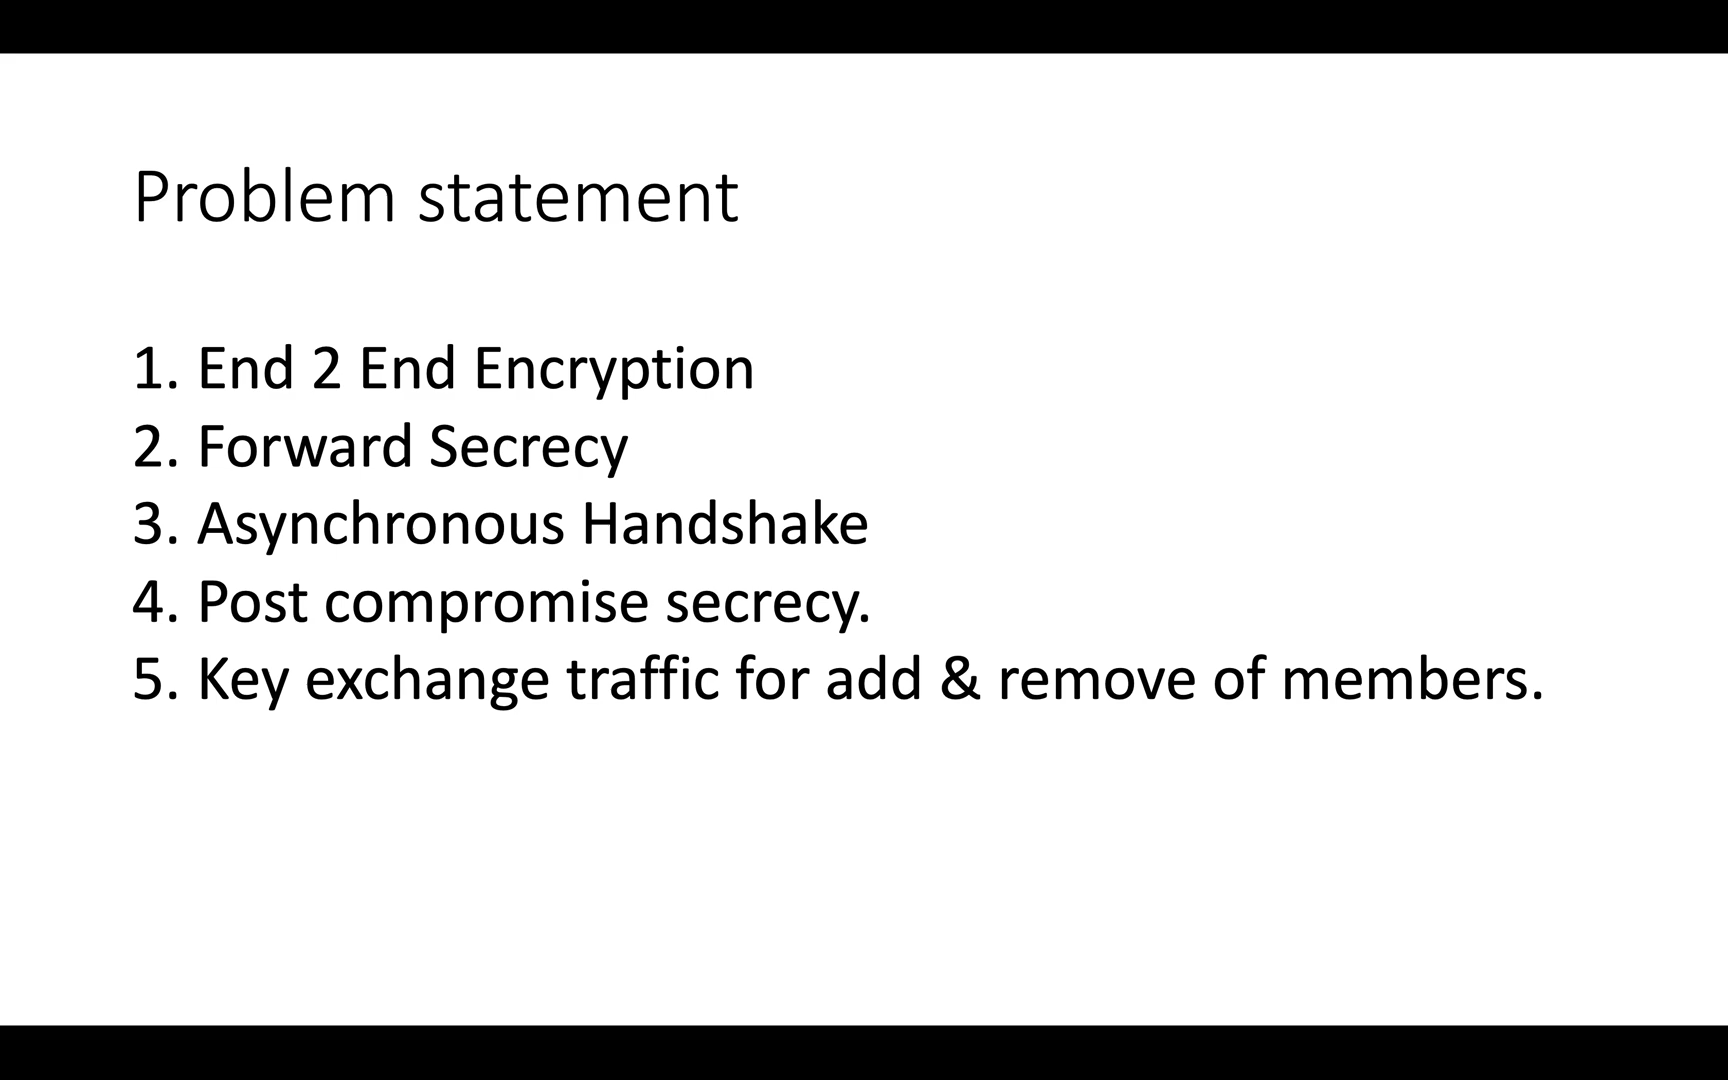 Problem statement
1. End 2 End Encryption
2. Forward Secrecy
3. Asynchronous Handshake
4. Post compromise secrecy.
5. Key exchange traffic for add & remove of members.